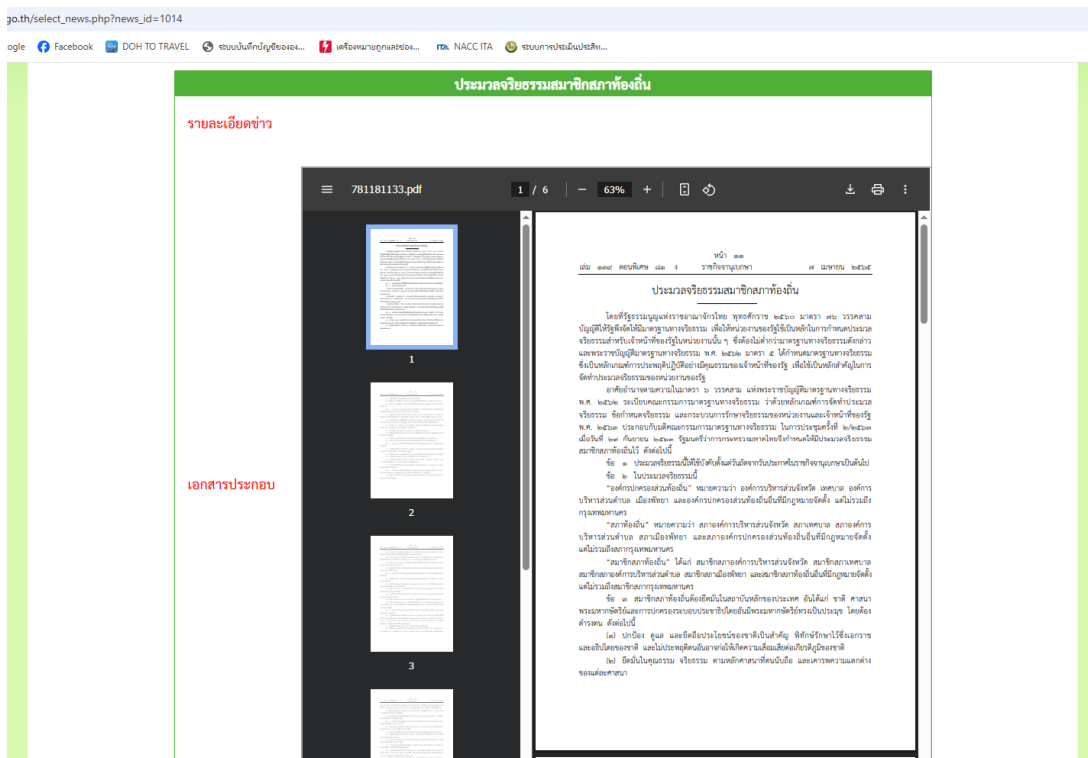 go.th/select_news.php?news_id=1014
ogle Facebook DOH TO TRAVEL ระบบบันทึกบัญชีขององ... เครื่องหมายถูกและช่อง... ITA NACC ITA ระบบการประเมินประสิท...
ประมวลจริยธรรมสมาชิกสภาท้องถิ่น
รายละเอียดข่าว
781181133.pdf 1 / 6 63%
หน้า ๑๑
เล่ม ๑๓๙ ตอนพิเศษ ๘๑ ง ราชกิจจานุเบกษา ๗ เมษายน ๒๕๖๕
ประมวลจริยธรรมสมาชิกสภาท้องถิ่น
โดยที่รัฐธรรมนูญแห่งราชอาณาจักรไทย พุทธศักราช ๒๕๖๐ มาตรา ๗๖ วรรคสาม
บัญญัติให้รัฐพึงจัดให้มีมาตรฐานทางจริยธรรม เพื่อให้หน่วยงานของรัฐใช้เป็นหลักในการกำหนดประมวล
จริยธรรมสำหรับเจ้าหน้าที่ของรัฐในหน่วยงานนั้น ๆ ซึ่งต้องไม่ต่ำกว่ามาตรฐานทางจริยธรรมดังกล่าว
และพระราชบัญญัติมาตรฐานทางจริยธรรม พ.ศ. ๒๕๖๒ มาตรา ๕ ได้กำหนดมาตรฐานทางจริยธรรม
ซึ่งเป็นหลักเกณฑ์การประพฤติปฏิบัติอย่างมีคุณธรรมของเจ้าหน้าที่ของรัฐ เพื่อใช้เป็นหลักสำคัญในการ
จัดทำประมวลจริยธรรมของหน่วยงานของรัฐ
อาศัยอำนาจตามความในมาตรา ๖ วรรคสาม แห่งพระราชบัญญัติมาตรฐานทางจริยธรรม
พ.ศ. ๒๕๖๒ ระเบียบคณะกรรมการมาตรฐานทางจริยธรรม ว่าด้วยหลักเกณฑ์การจัดทำประมวล
จริยธรรม ข้อกำหนดจริยธรรม และกระบวนการรักษาจริยธรรมของหน่วยงานและเจ้าหน้าที่ของรัฐ
พ.ศ. ๒๕๖๓ ประกอบกับมติคณะกรรมการมาตรฐานทางจริยธรรม ในการประชุมครั้งที่ ๒/๒๕๖๓
เมื่อวันที่ ๒๙ กันยายน ๒๕๖๓ รัฐมนตรีว่าการกระทรวงมหาดไทยจึงกำหนดให้มีประมวลจริยธรรม
สมาชิกสภาท้องถิ่นไว้ ดังต่อไปนี้
ข้อ ๑ ประมวลจริยธรรมนี้ให้ใช้บังคับตั้งแต่วันถัดจากวันประกาศในราชกิจจานุเบกษาเป็นต้นไป
ข้อ ๒ ในประมวลจริยธรรมนี้
"องค์กรปกครองส่วนท้องถิ่น" หมายความว่า องค์การบริหารส่วนจังหวัด เทศบาล องค์การ
บริหารส่วนตำบล เมืองพัทยา และองค์กรปกครองส่วนท้องถิ่นอื่นที่มีกฎหมายจัดตั้ง แต่ไม่รวมถึง
กรุงเทพมหานคร
"สภาท้องถิ่น" หมายความว่า สภาองค์การบริหารส่วนจังหวัด สภาเทศบาล สภาองค์การ
บริหารส่วนตำบล สภาเมืองพัทยา และสภาองค์กรปกครองส่วนท้องถิ่นอื่นที่มีกฎหมายจัดตั้ง
แต่ไม่รวมถึงสภากรุงเทพมหานคร
"สมาชิกสภาท้องถิ่น" ได้แก่ สมาชิกสภาองค์การบริหารส่วนจังหวัด สมาชิกสภาเทศบาล
สมาชิกสภาองค์การบริหารส่วนตำบล สมาชิกสภาเมืองพัทยา และสมาชิกสภาท้องถิ่นอื่นที่มีกฎหมายจัดตั้ง
แต่ไม่รวมถึงสมาชิกสภากรุงเทพมหานคร
ข้อ ๓ สมาชิกสภาท้องถิ่นต้องยึดมั่นในสถาบันหลักของประเทศ อันได้แก่ ชาติ ศาสนา
พระมหากษัตริย์และการปกครองระบอบประชาธิปไตยอันมีพระมหากษัตริย์ทรงเป็นประมุข โดยต้อง
ดำรงตน ดังต่อไปนี้
(๑) ปกป้อง ดูแล และยึดถือประโยชน์ของชาติเป็นสำคัญ พิทักษ์รักษาไว้ซึ่งเอกราช
และอธิปไตยของชาติ และไม่ประพฤติตนอันอาจก่อให้เกิดความเสื่อมเสียต่อเกียรติภูมิของชาติ
(๒) ยึดมั่นในคุณธรรม จริยธรรม ตามหลักศาสนาที่ตนนับถือ และเคารพความแตกต่าง
ของแต่ละศาสนา
เอกสารประกอบ
1
2
3